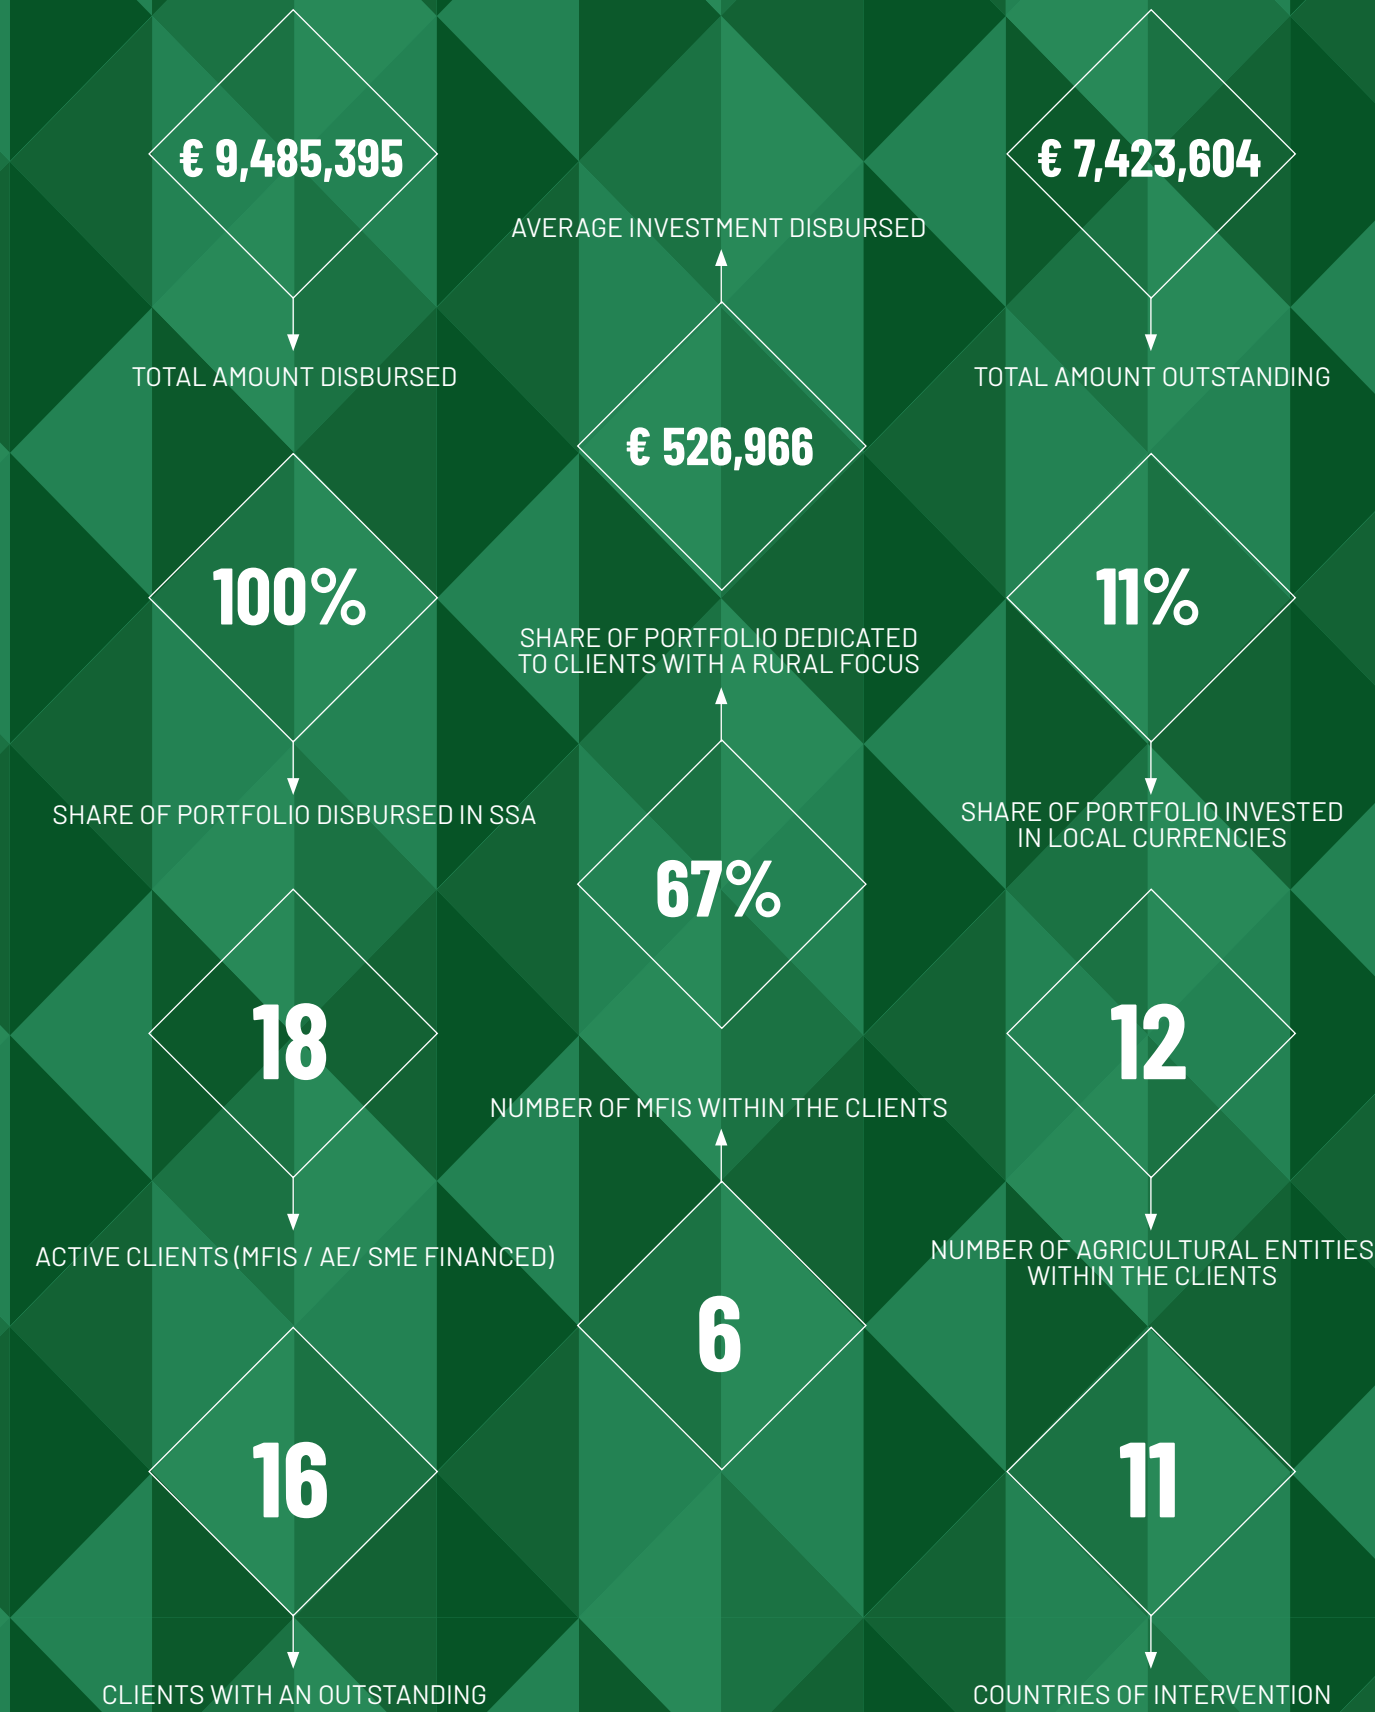 € 9,485,395
TOTAL AMOUNT DISBURSED
AVERAGE INVESTMENT DISBURSED
€ 526,966
€ 7,423,604
TOTAL AMOUNT OUTSTANDING
100%
SHARE OF PORTFOLIO DISBURSED IN SSA
SHARE OF PORTFOLIO DEDICATED
TO CLIENTS WITH A RURAL FOCUS
67%
11%
SHARE OF PORTFOLIO INVESTED
IN LOCAL CURRENCIES
18
ACTIVE CLIENTS (MFIS / AE/ SME FINANCED)
NUMBER OF MFIS WITHIN THE CLIENTS
6
12
NUMBER OF AGRICULTURAL ENTITIES
WITHIN THE CLIENTS
16
CLIENTS WITH AN OUTSTANDING
11
COUNTRIES OF INTERVENTION